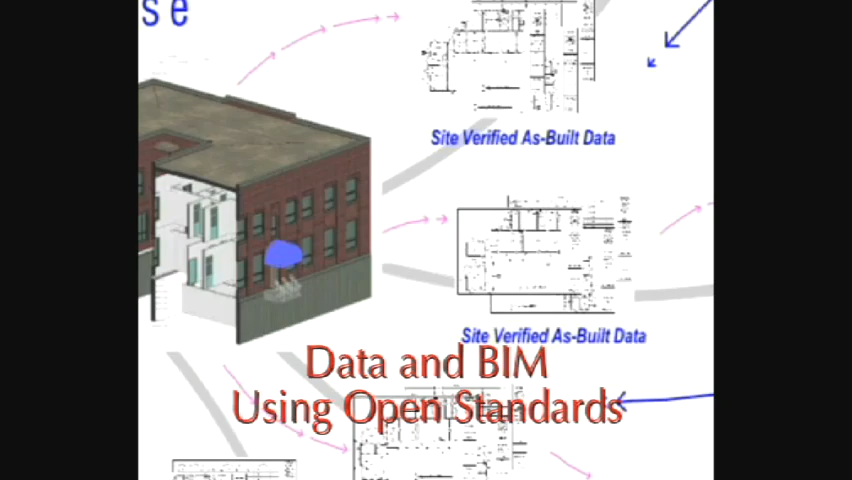 se
Site Verified As-Built Data
Site Verified As-Built Data
Data and BIM
Using Open Standards